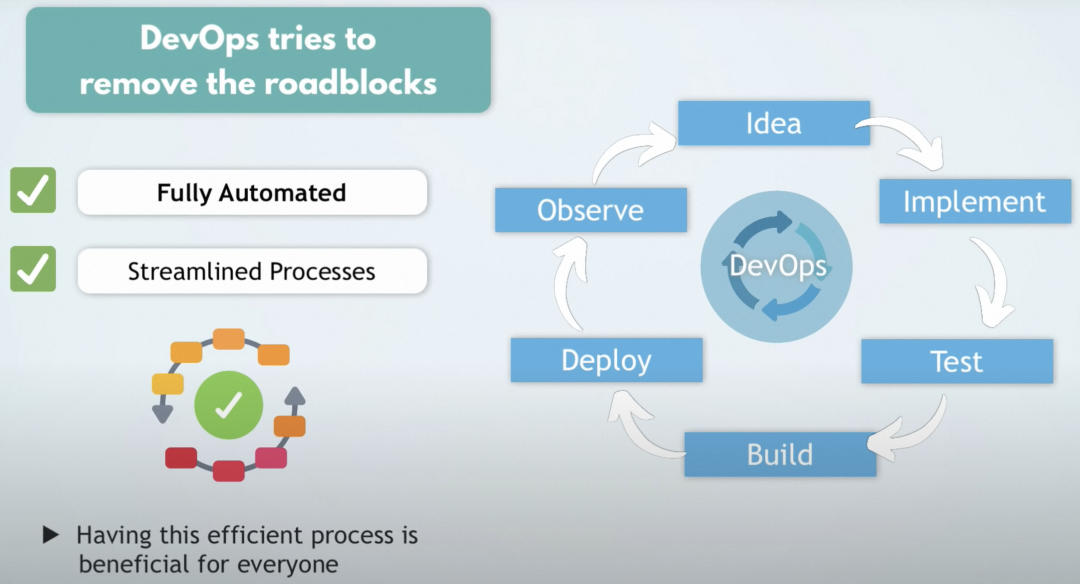 DevOps tries to
remove the roadblocks
Fully Automated
Streamlined Processes
Having this efficient process is
beneficial for everyone
Idea
Implement
Test
Build
Deploy
Observe
DevOps